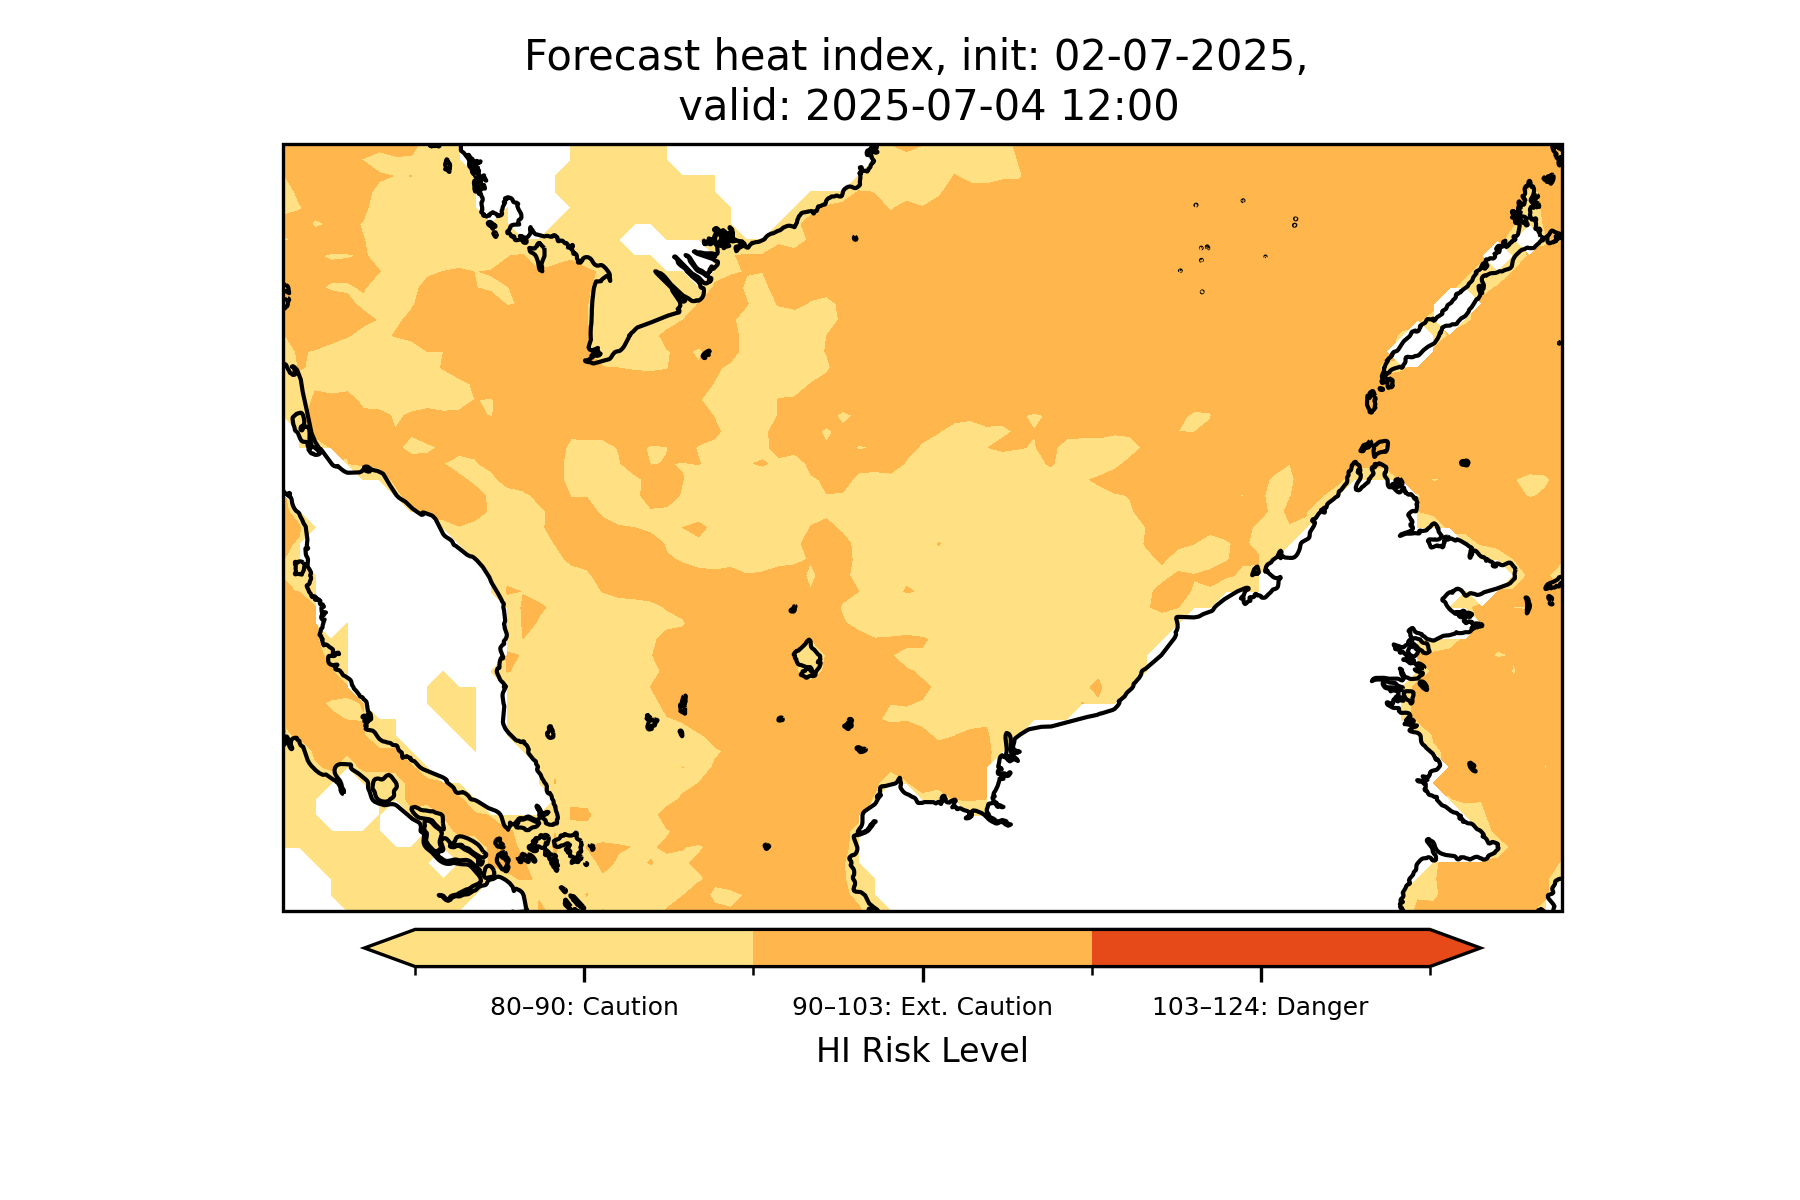 Forecast heat index, init: 02-07-2025,
valid: 2025-07-04 12:00
80–90: Caution
90–103: Ext. Caution
103–124: Danger
HI Risk Level